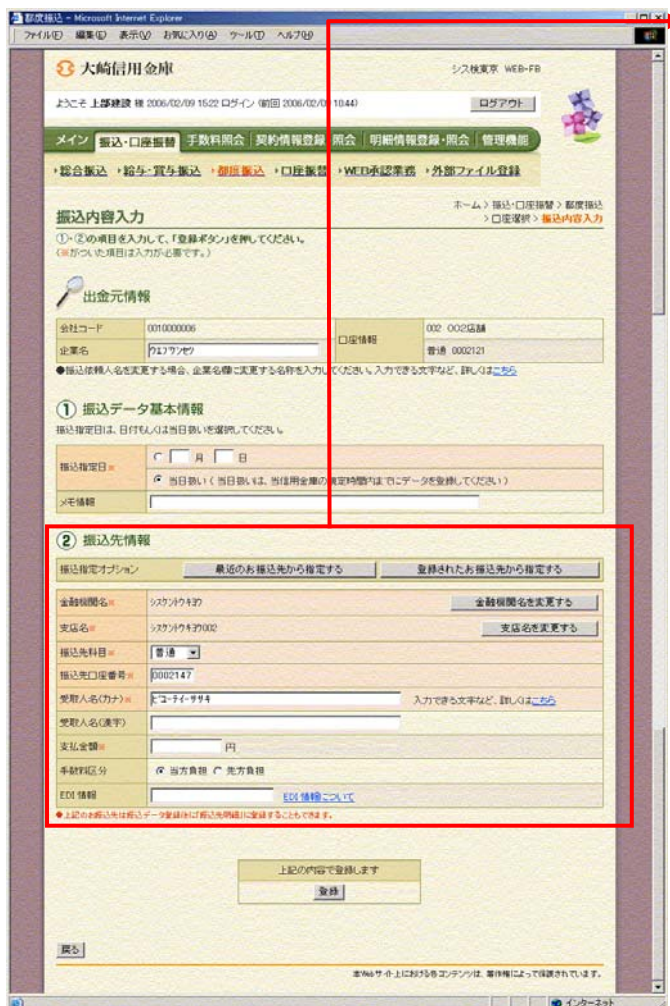 都度振込 - Microsoft Internet Explorer
ファイル(F) 編集(E) 表示(V) お気に入り(A) ツール(T) ヘルプ(H)
大崎信用金庫
シス検東京 WEB-FB
ようこそ 上部建設 様 2006/02/09 15:22 ログイン (前回 2006/02/09 10:44)
ログアウト
メイン 振込・口座振替 手数料照会 契約情報登録・照会 明細情報登録・照会 管理機能
総合振込 給与・賞与振込 都度振込 口座振替 WEB承認業務 外部ファイル登録
振込内容入力
ホーム > 振込・口座振替 > 都度振込
> 口座選択 > 振込内容入力
①・②の項目を入力して、「登録ボタン」を押してください。
(※がついた項目は入力が必要です。)
出金元情報
会社コード 0010000006
企業名 ウエブケンセツ
口座情報 002 002店舗
普通 0002121
●振込依頼人名を変更する場合、企業名欄に変更する名称を入力してください。入力できる文字など、詳しくはこちら
① 振込データ基本情報
振込指定日は、日付もしくは当日扱いを選択してください。
振込指定日※ 月 日
当日扱い ( 当日扱いは、当信用金庫の規定時間内までにデータを登録してください )
メモ情報
② 振込先情報
振込指定オプション 最近のお振込先から指定する 登録されたお振込先から指定する
金融機関名※ シスケントウキヨウ 金融機関名を変更する
支店名※ シスケントウキヨウ002 支店名を変更する
振込先科目※ 普通
振込先口座番号※ 0002147
受取人名(カナ)※ ビユーテイーササキ 入力できる文字など、詳しくはこちら
受取人名(漢字)
支払金額※ 円
手数料区分 当方負担 先方負担
EDI情報 EDI情報について
●上記のお振込先は振込データ登録後に「振込先明細」に登録することもできます。
上記の内容で登録します
登録
戻る
本Webサイト上における各コンテンツは、著作権によって保護されています。
インターネット